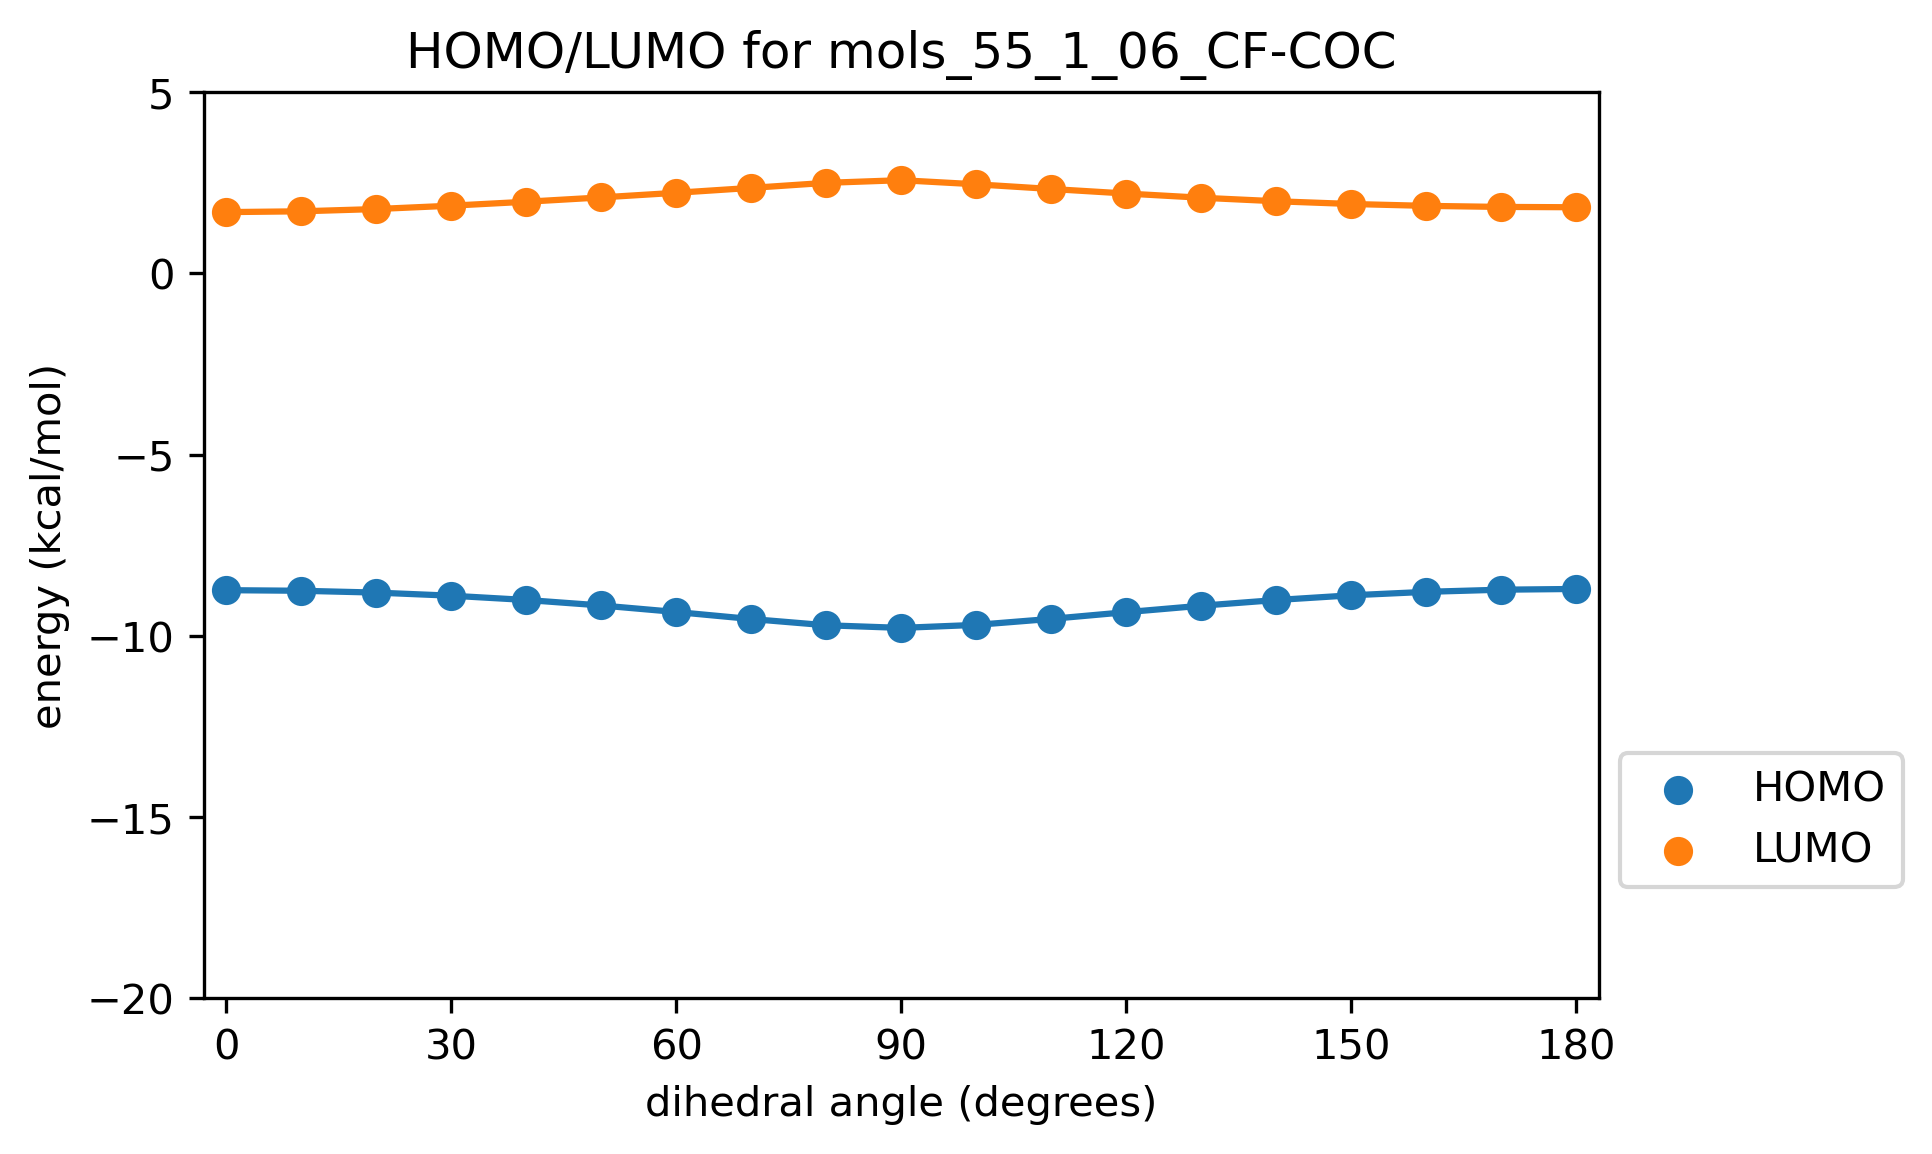 HOMO/LUMO for mols_55_1_06_CF-COC
5
0
−5
−10
−15
−20
energy (kcal/mol)
0 30 60 90 120 150 180
dihedral angle (degrees)
HOMO
LUMO